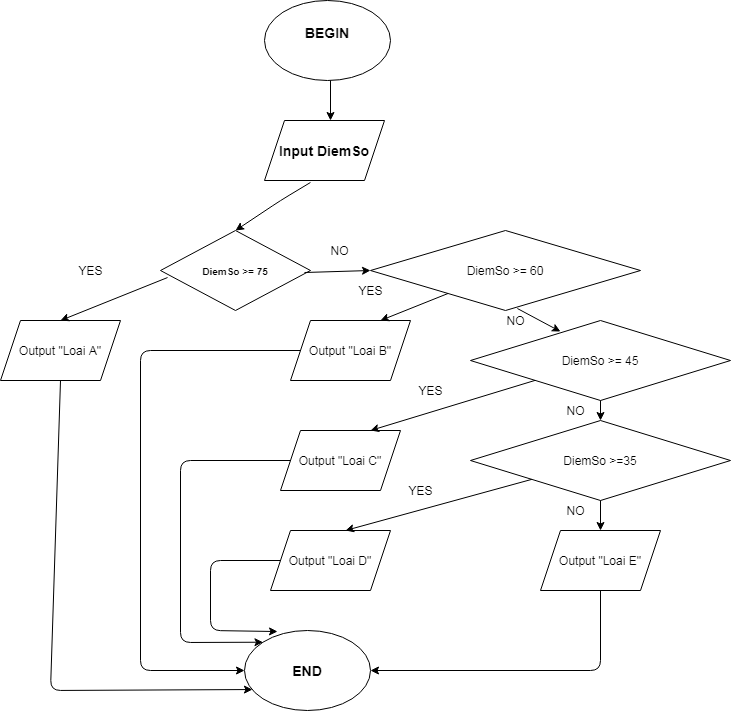 BEGIN
Input DiemSo
DiemSo >= 75
NO
DiemSo >= 60
YES
YES
NO
Output "Loai A"
Output "Loai B"
DiemSo >= 45
YES
NO
Output "Loai C"
DiemSo >=35
YES
NO
Output "Loai D"
Output "Loai E"
END